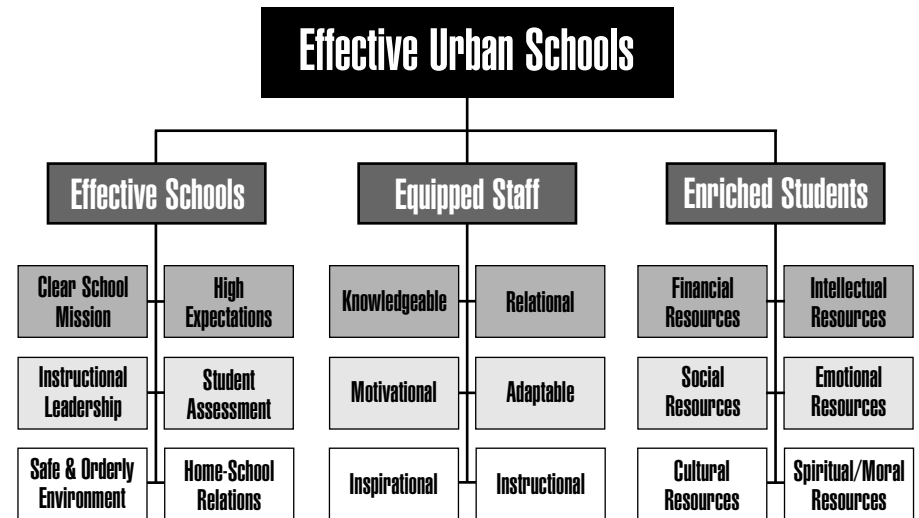 Effective Urban Schools
Effective Schools
Equipped Staff
Enriched Students
Clear School
Mission
High
Expectations
Knowledgeable
Relational
Financial
Resources
Intellectual
Resources
Instructional
Leadership
Student
Assessment
Motivational
Adaptable
Social
Resources
Emotional
Resources
Safe & Orderly
Environment
Home-School
Relations
Inspirational
Instructional
Cultural
Resources
Spiritual/Moral
Resources